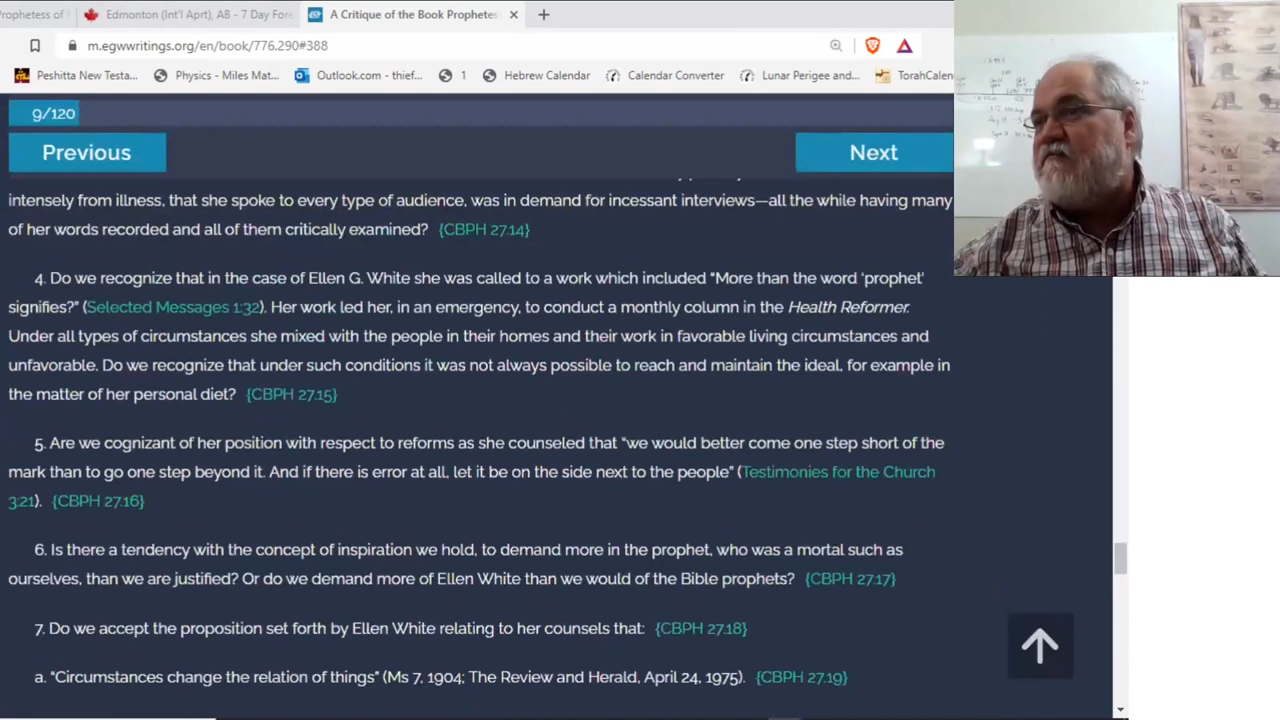 rophetess of
Edmonton (Int'l Aprt), AB - 7 Day Fore
A Critique of the Book Prophetes
m.egwwritings.org/en/book/776.290#388
Peshitta New Testa...
Physics - Miles Mat...
Outlook.com - thief...
1
Hebrew Calendar
Calendar Converter
Lunar Perigee and...
TorahCalen
9/120
Previous
Next
intensely from illness, that she spoke to every type of audience, was in demand for incessant interviews—all the while having many
of her words recorded and all of them critically examined? {CBPH 27.14}
4. Do we recognize that in the case of Ellen G. White she was called to a work which included "More than the word ‘prophet’
signifies?" (Selected Messages 1:32). Her work led her, in an emergency, to conduct a monthly column in the Health Reformer.
Under all types of circumstances she mixed with the people in their homes and their work in favorable living circumstances and
unfavorable. Do we recognize that under such conditions it was not always possible to reach and maintain the ideal, for example in
the matter of her personal diet? {CBPH 27.15}
5. Are we cognizant of her position with respect to reforms as she counseled that “we would better come one step short of the
mark than to go one step beyond it. And if there is error at all, let it be on the side next to the people” (Testimonies for the Church
3:21). {CBPH 27.16}
6. Is there a tendency with the concept of inspiration we hold, to demand more in the prophet, who was a mortal such as
ourselves, than we are justified? Or do we demand more of Ellen White than we would of the Bible prophets? {CBPH 27.17}
7. Do we accept the proposition set forth by Ellen White relating to her counsels that: {CBPH 27.18}
a. “Circumstances change the relation of things” (Ms 7, 1904; The Review and Herald, April 24, 1975). {CBPH 27.19}